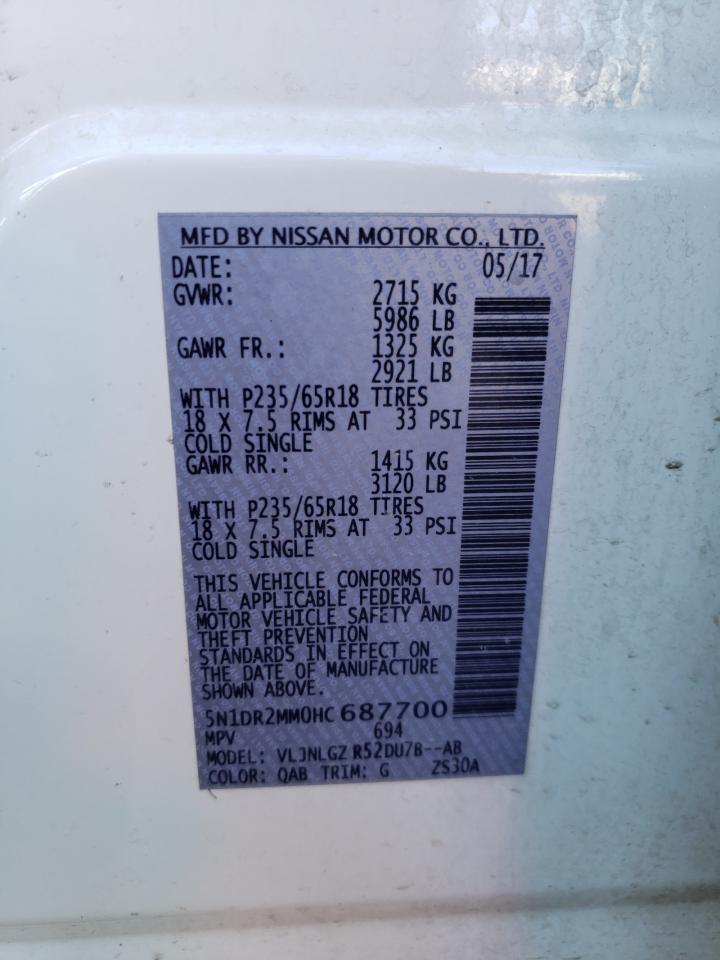 MFD BY NISSAN MOTOR CO., LTD.
DATE: 05/17
GVWR: 2715 KG
5986 LB
GAWR FR.: 1325 KG
2921 LB
WITH P235/65R18 TIRES
18 X 7.5 RIMS AT 33 PSI
COLD SINGLE
GAWR RR.: 1415 KG
3120 LB
WITH P235/65R18 TIRES
18 X 7.5 RIMS AT 33 PSI
COLD SINGLE
THIS VEHICLE CONFORMS TO
ALL APPLICABLE FEDERAL
MOTOR VEHICLE SAFETY AND
THEFT PREVENTION
STANDARDS IN EFFECT ON
THE DATE OF MANUFACTURE
SHOWN ABOVE.
5N1DR2MM0HC 687700
MPV 694
MODEL: R52DU7B--AB
COLOR: QAB TRIM: G ZS30A